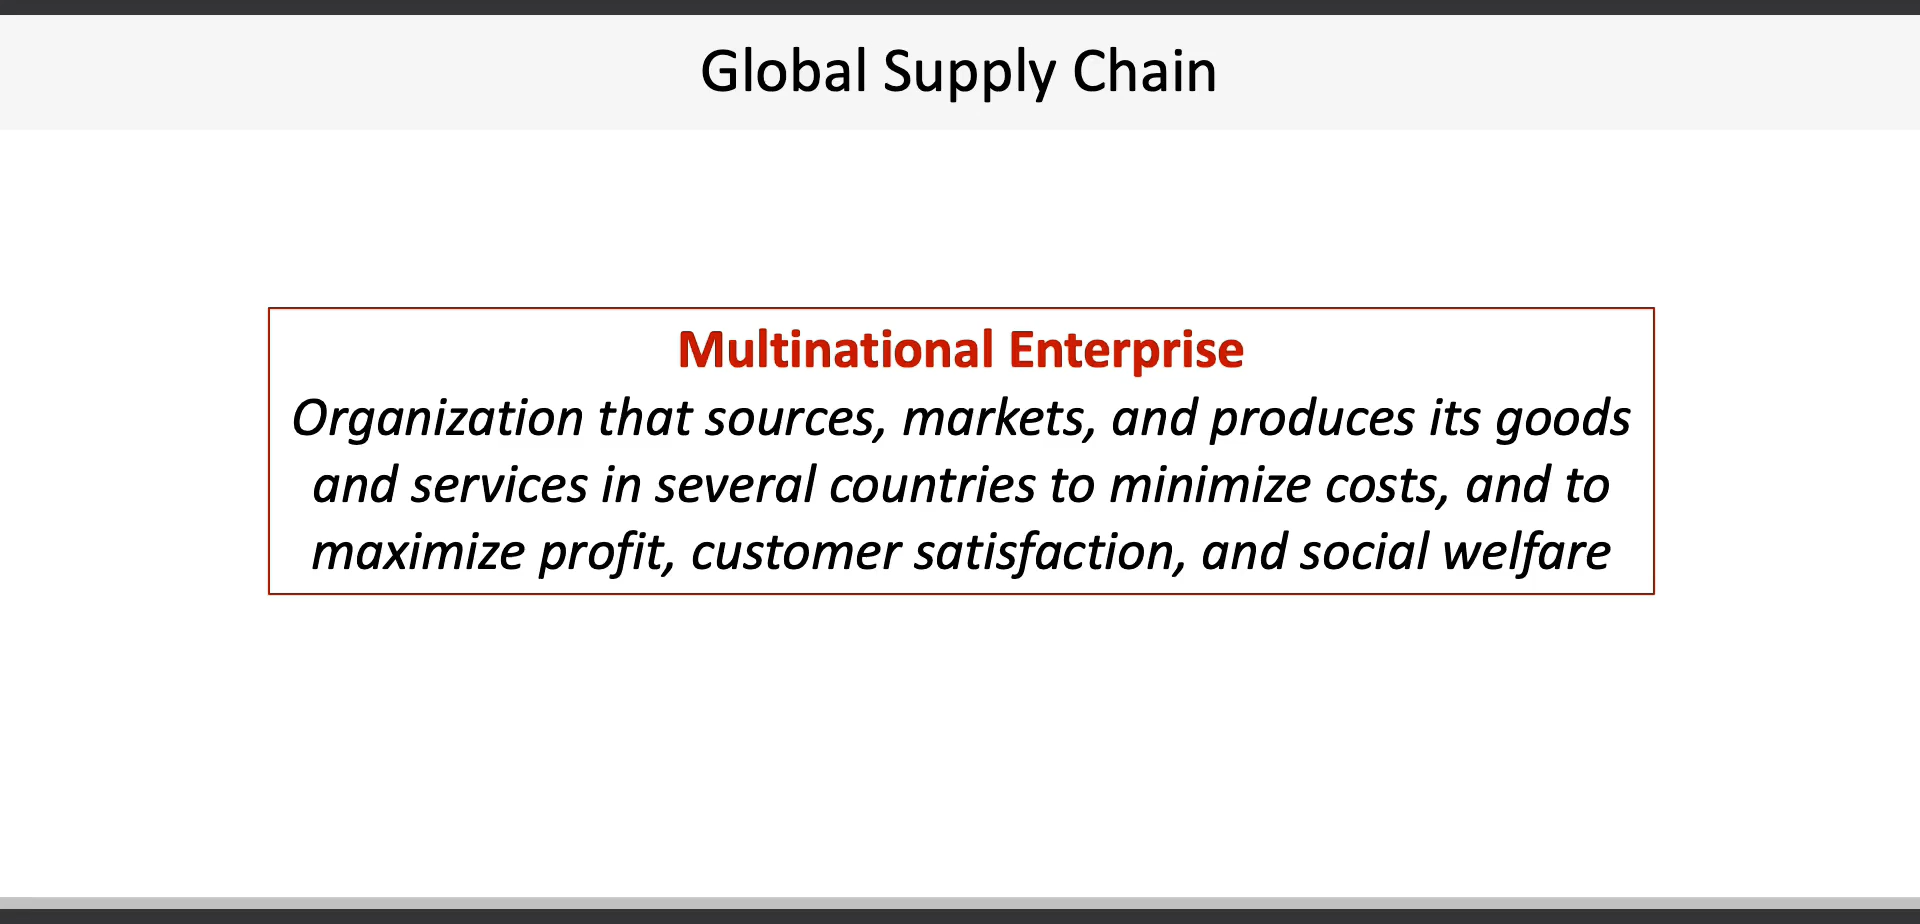 Global Supply Chain
Multinational Enterprise
Organization that sources, markets, and produces its goods
and services in several countries to minimize costs, and to
maximize profit, customer satisfaction, and social welfare